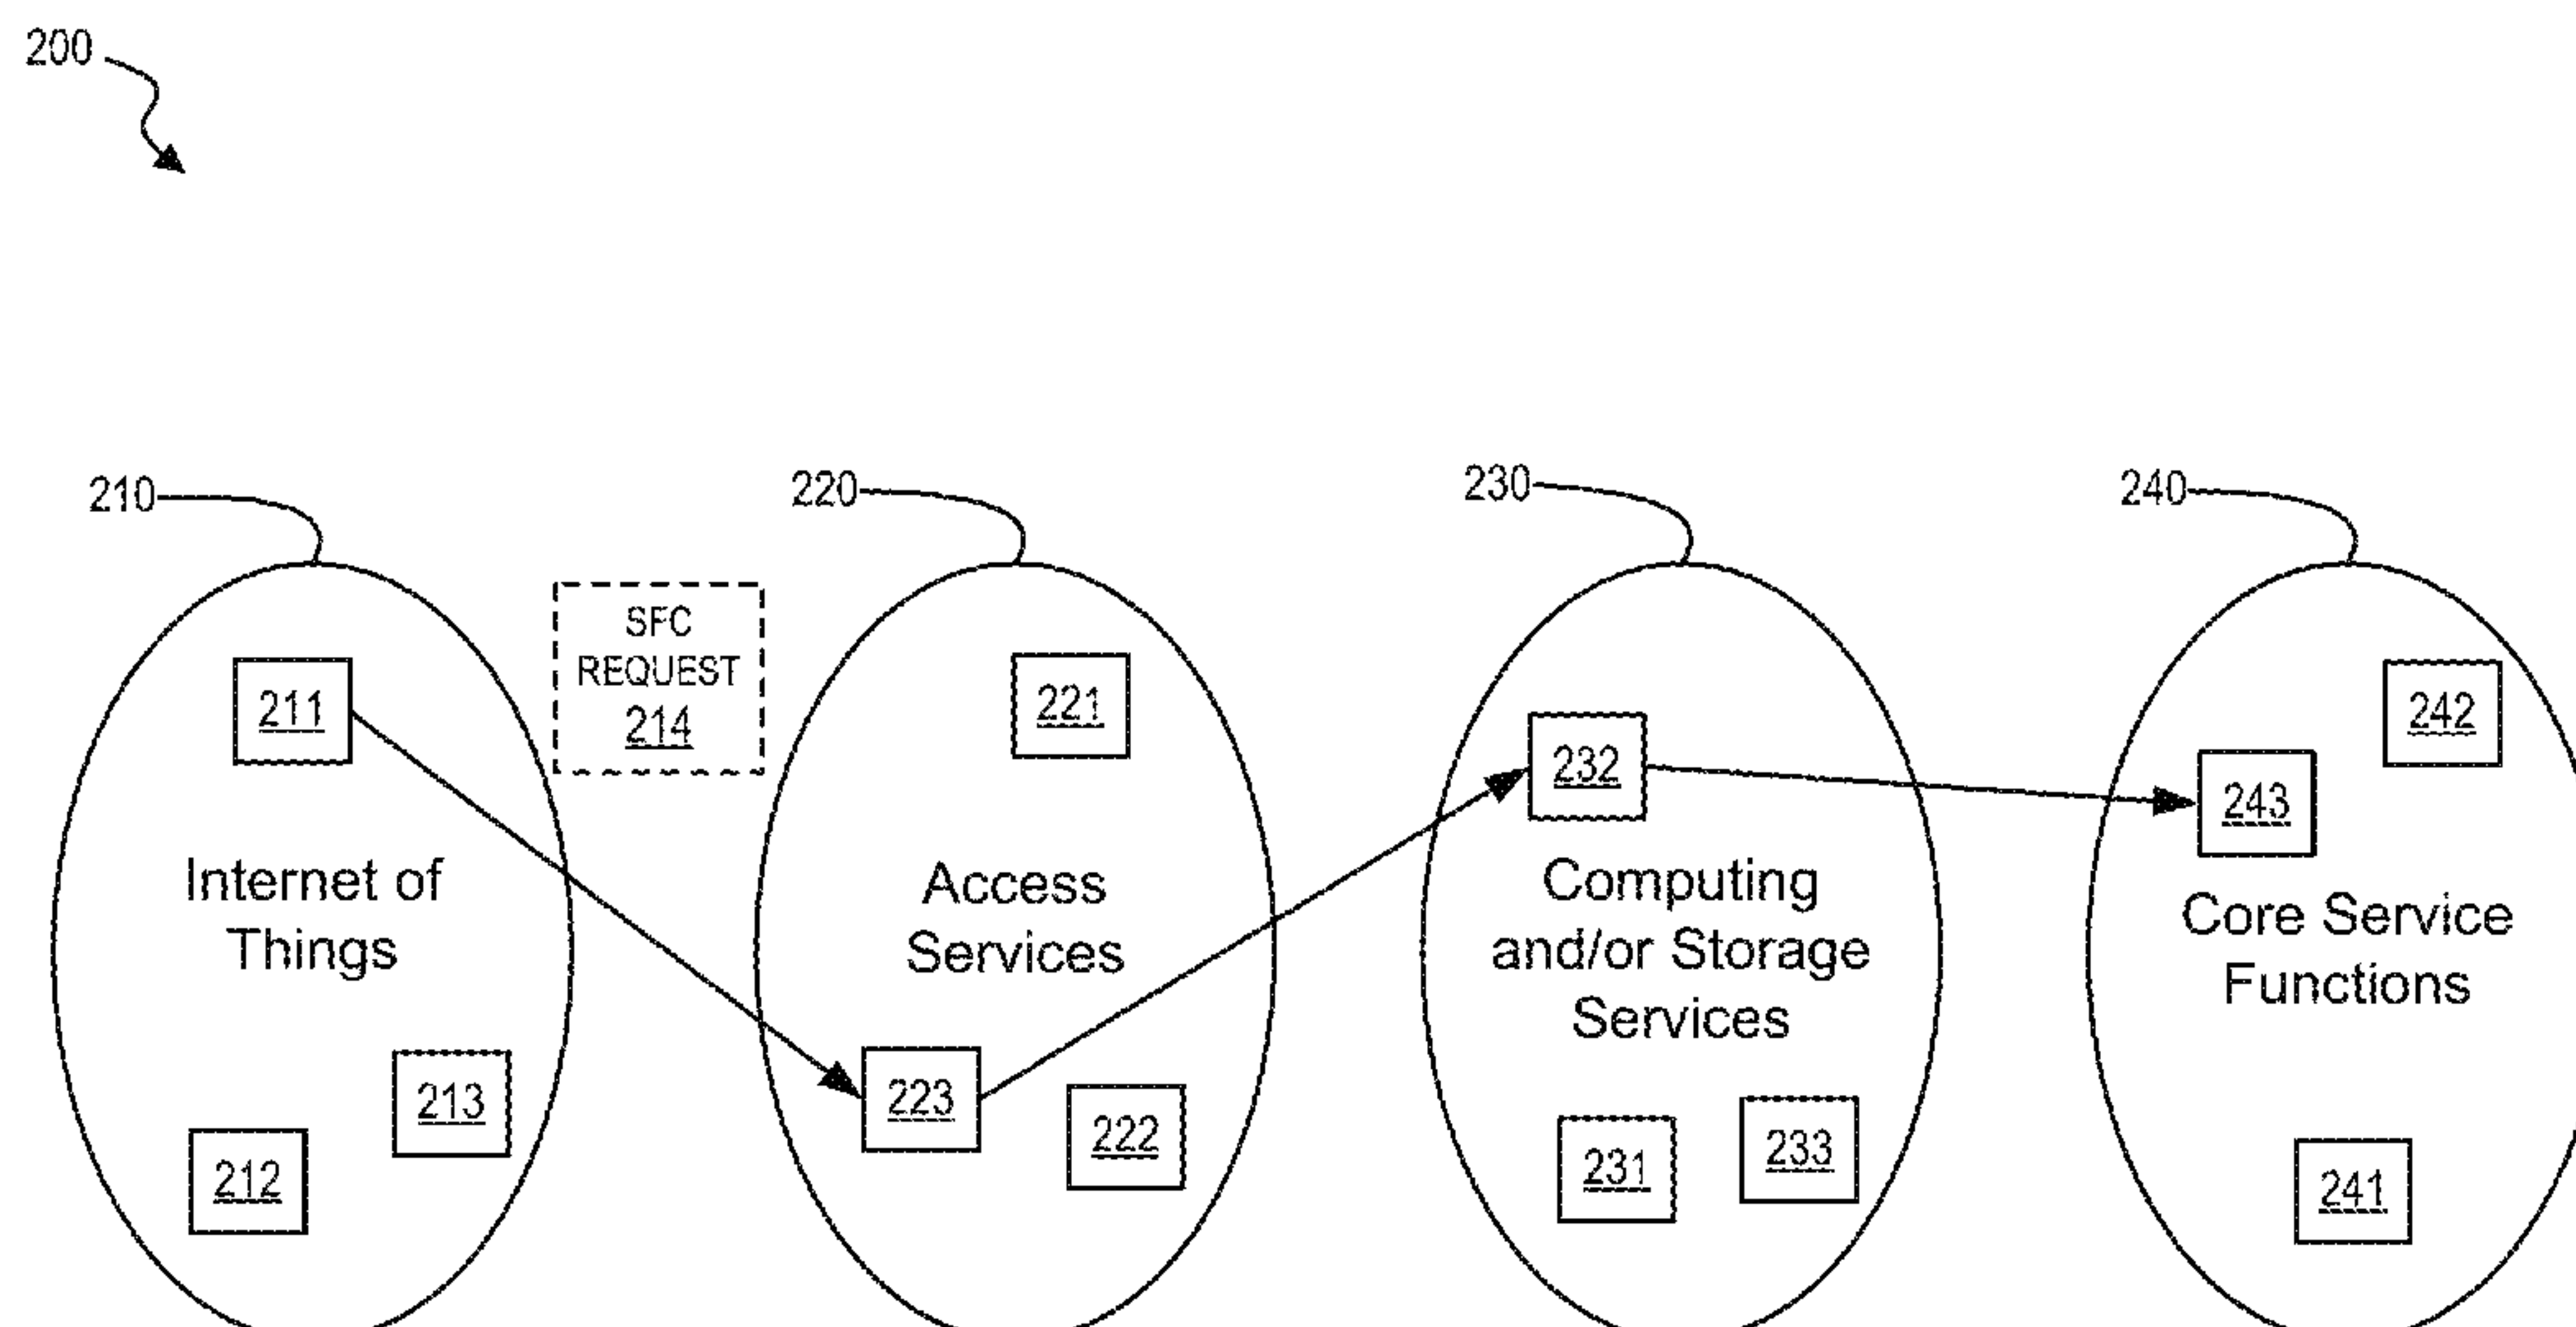 200
210
220
230
240
SFC
REQUEST
214
211
221
232
242
243
Internet of
Things
Access
Services
Computing
and/or Storage
Services
Core Service
Functions
213
212
223
222
231
233
241